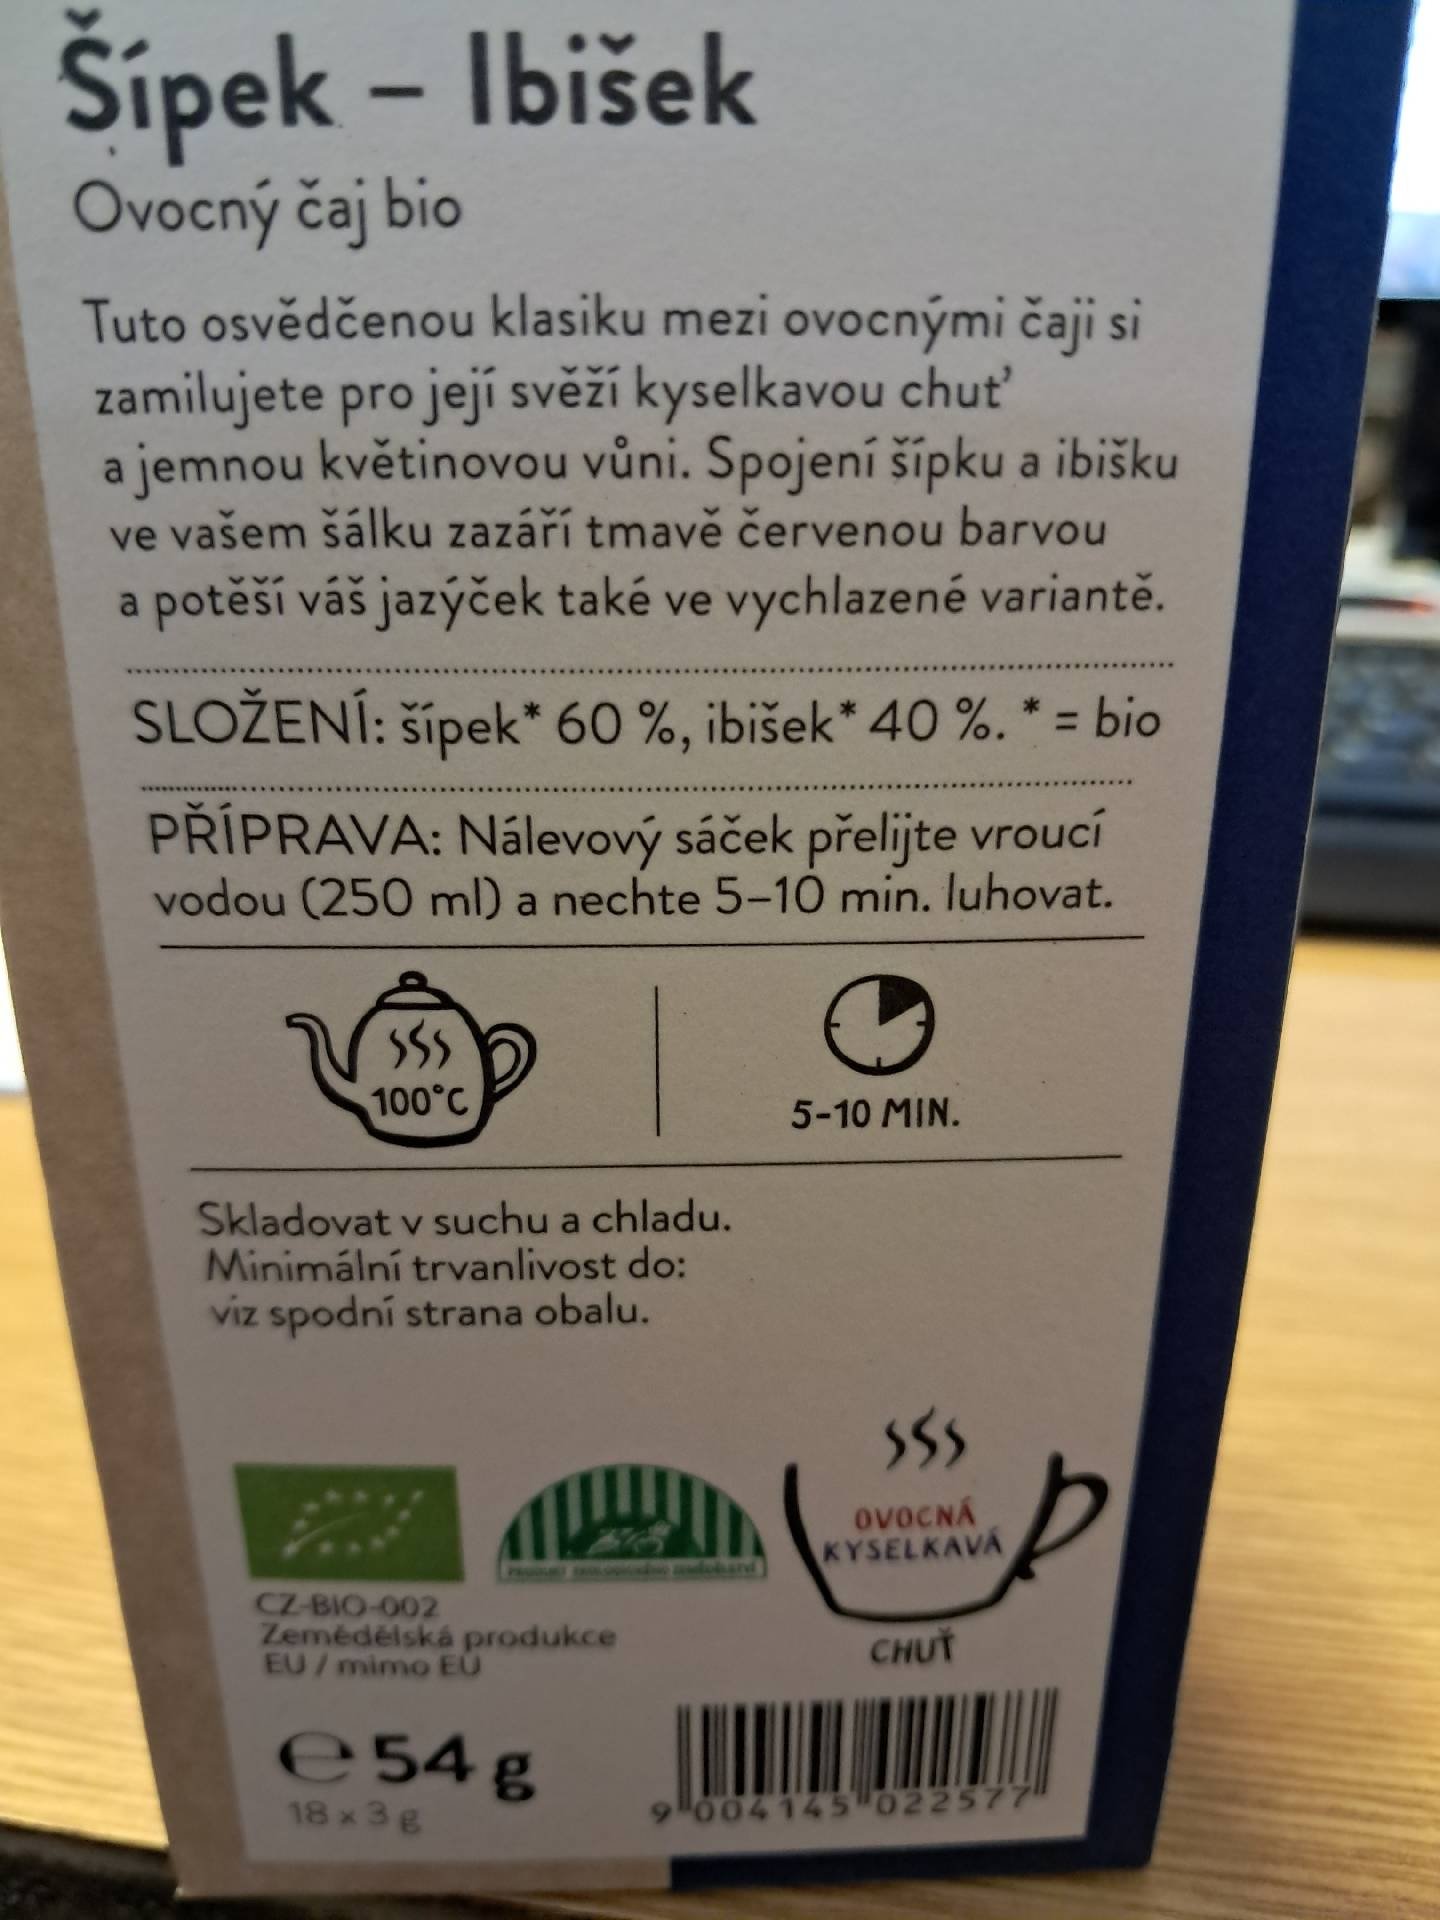 Šípek – Ibišek
Ovocný čaj bio
Tuto osvědčenou klasiku mezi ovocnými čaji si
zamilujete pro její svěží kyselkavou chuť
a jemnou květinovou vůni. Spojení šípku a ibišku
ve vašem šálku zazáří tmavě červenou barvou
a potěší váš jazýček také ve vychlazené variantě.
SLOŽENÍ: šípek* 60 %, ibišek* 40 %. * = bio
PŘÍPRAVA: Nálevový sáček přelijte vroucí
vodou (250 ml) a nechte 5–10 min. luhovat.
100°C
5-10 MIN.
Skladovat v suchu a chladu.
Minimální trvanlivost do:
viz spodní strana obalu.
OVOCNÁ
KYSELKAVÁ
CHUŤ
BIO
PRODUKT EKOLOGICKÉHO ZEMĚDĚLSTVÍ
CZ-BIO-002
Zemědělská produkce
EU / mimo EU
℮ 54 g
18 x 3 g
9 004145 022577